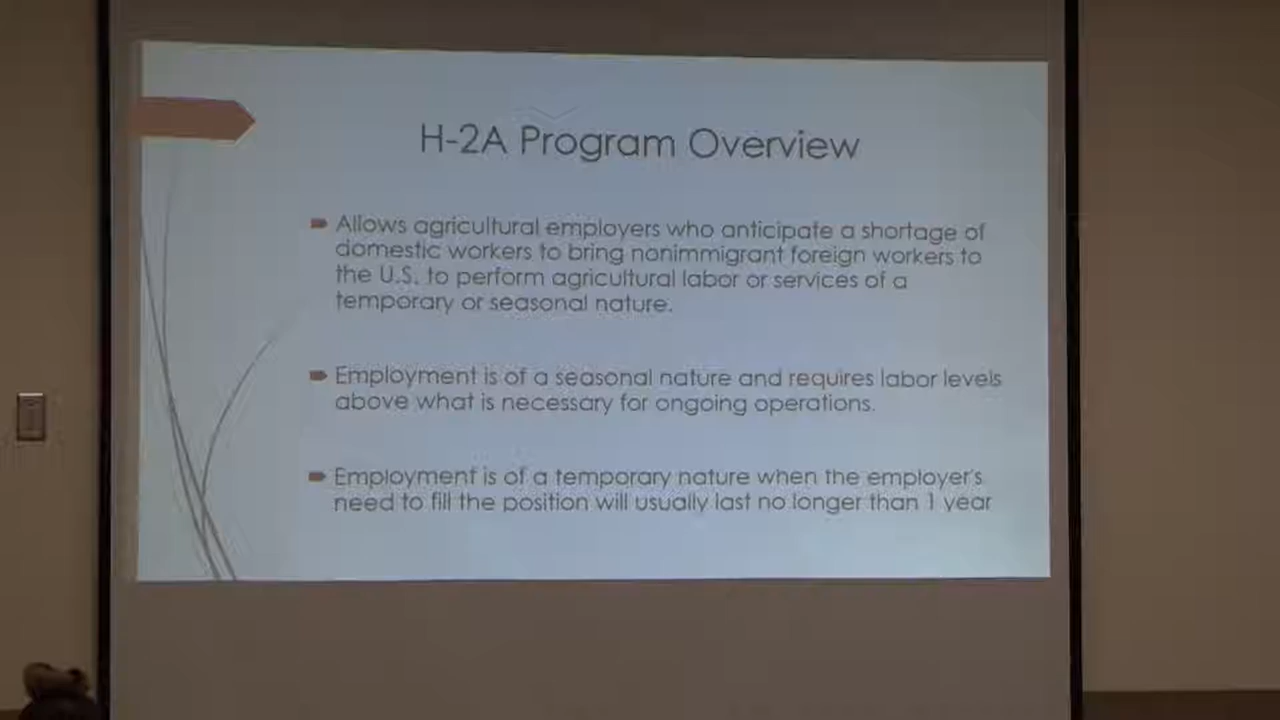 H-2A Program Overview
Allows agricultural employers who anticipate a shortage of
domestic workers to bring nonimmigrant foreign workers to
the U.S. to perform agricultural labor or services of a
temporary or seasonal nature.
Employment is of a seasonal nature and requires labor levels
above what is necessary for ongoing operations.
Employment is of a temporary nature when the employer's
need to fill the position will usually last no longer than 1 year